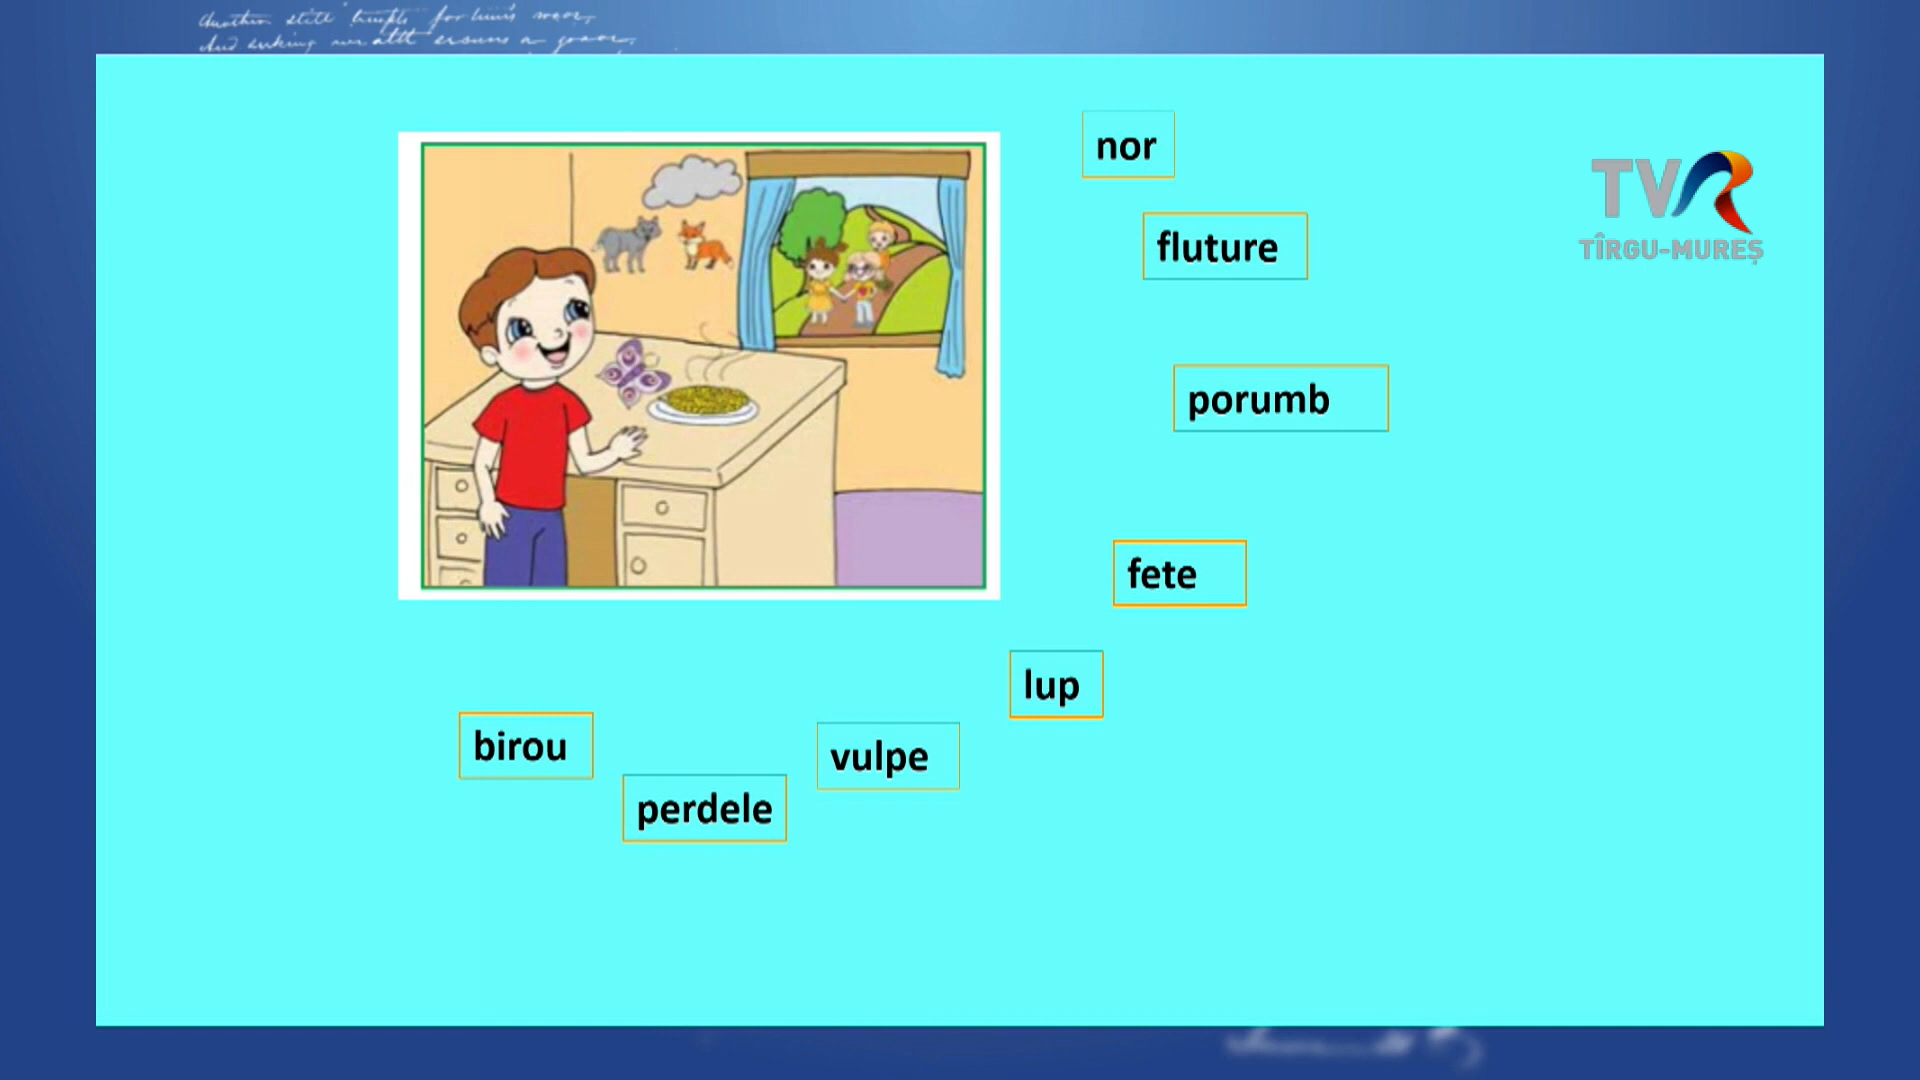 nor
fluture
TVR
TÎRGU-MUREȘ
porumb
fete
lup
birou
vulpe
perdele